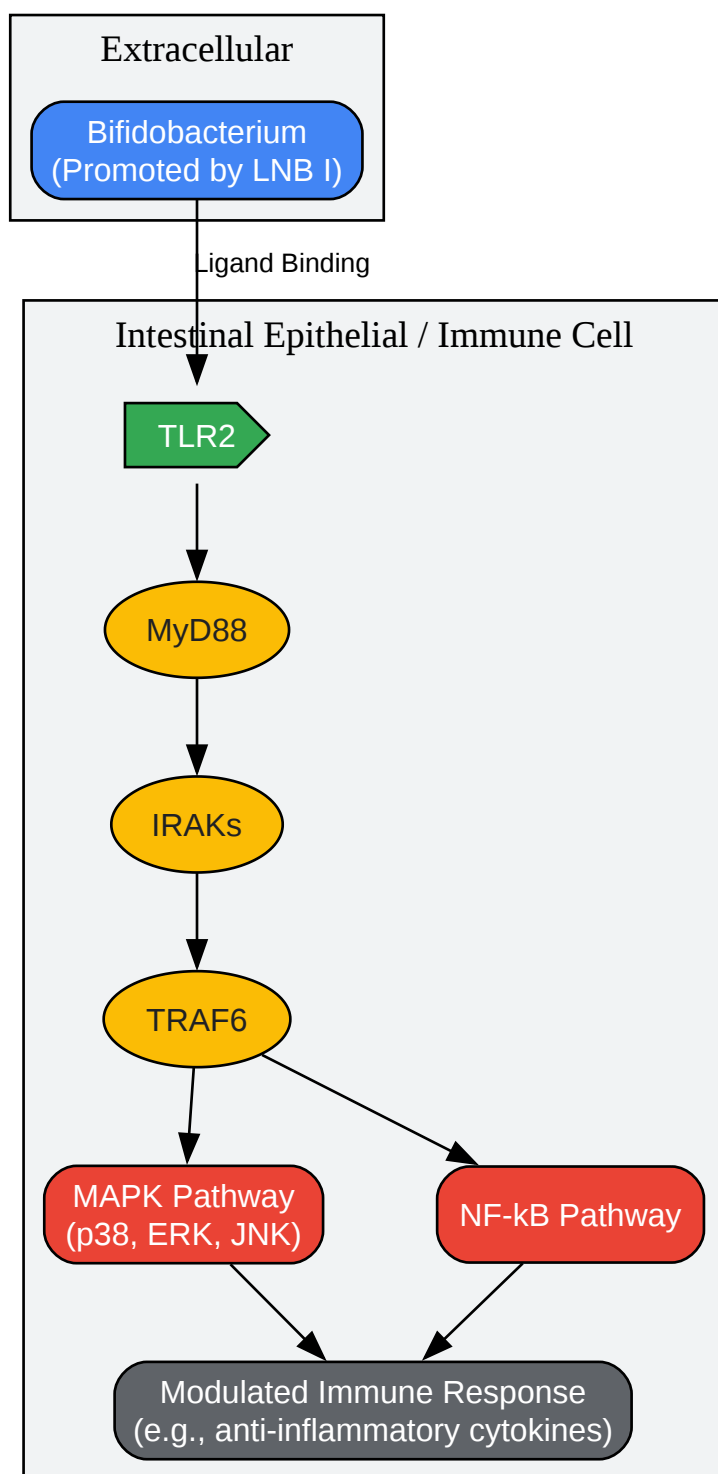 Extracellular
Bifidobacterium
(Promoted by LNB I)
Ligand Binding
Intestinal Epithelial / Immune Cell
TLR2
MyD88
IRAKs
TRAF6
MAPK Pathway
(p38, ERK, JNK)
NF-kB Pathway
Modulated Immune Response
(e.g., anti-inflammatory cytokines)